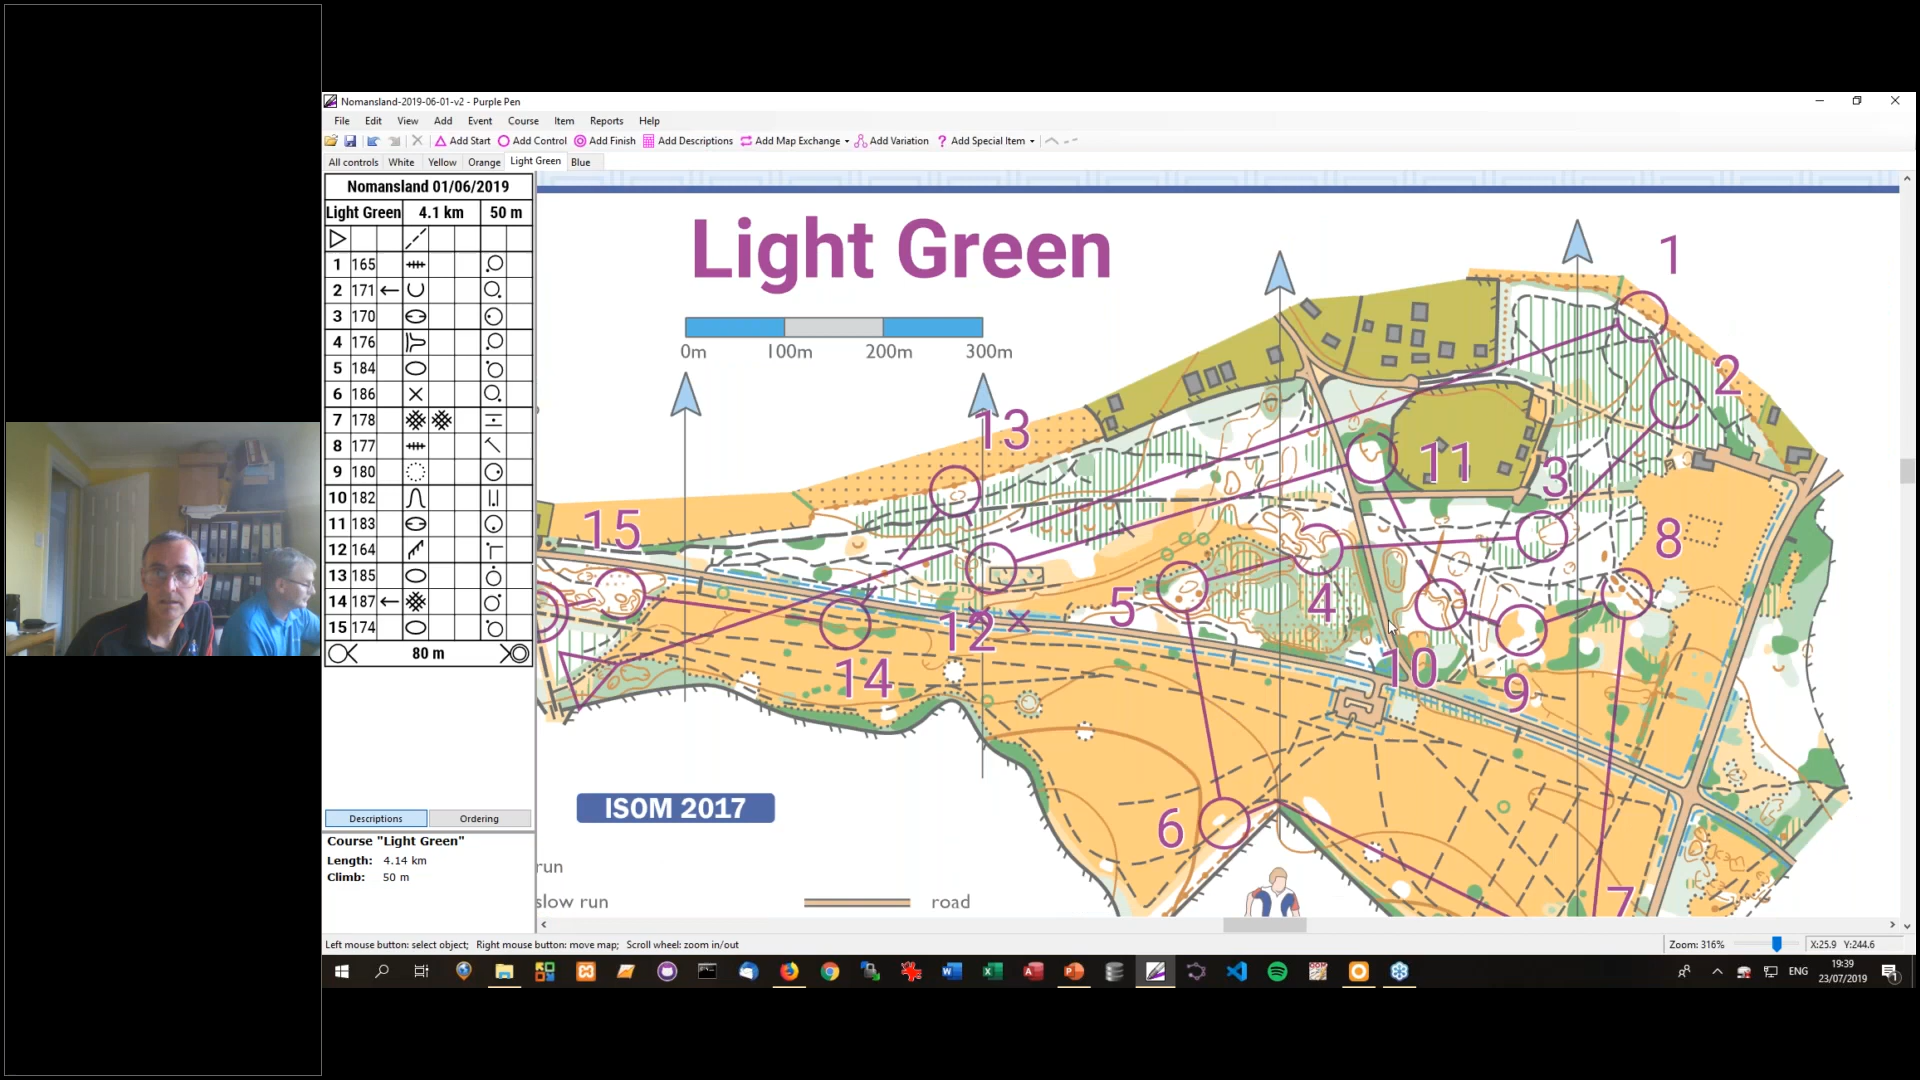 Nomansland-2019-06-01-v2 - Purple Pen
File Edit View Add Event Course Item Reports Help
Add Start Add Control Add Finish Add Descriptions Add Map Exchange Add Variation ? Add Special Item
All controls White Yellow Orange Light Green Blue
Nomansland 01/06/2019
Light Green 4.1 km 50 m
1 165
2 171
3 170
4 176
5 184
6 186
7 178
8 177
9 180
10 182
11 183
12 164
13 185
14 187
15 174
80 m
Descriptions Ordering
Course "Light Green"
Length: 4.14 km
Climb: 50 m
Light Green
0m 100m 200m 300m
1
2
13
11
3
15
8
5
4
12
14
10
9
ISOM 2017
6
7
run
slow run
road
Left mouse button: select object; Right mouse button: move map; Scroll wheel: zoom in/out
Zoom: 316%
X:25.9 Y:244.6
ENG
19:39
23/07/2019
1